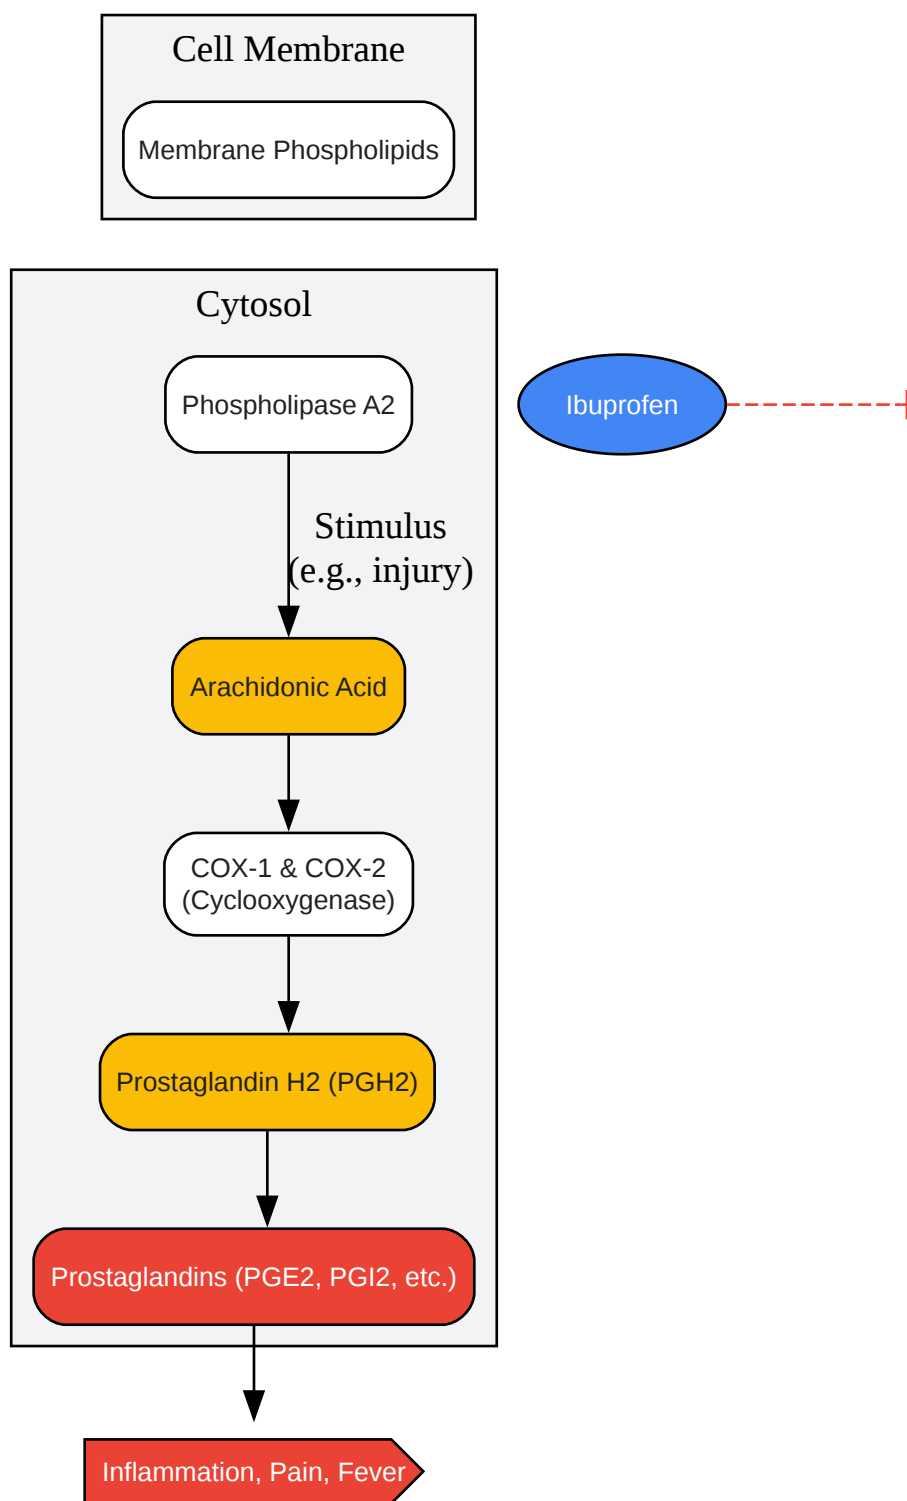 Cell Membrane
Membrane Phospholipids
Cytosol
Phospholipase A2
Ibuprofen
Stimulus
(e.g., injury)
Arachidonic Acid
COX-1 & COX-2
(Cyclooxygenase)
Prostaglandin H2 (PGH2)
Prostaglandins (PGE2, PGI2, etc.)
Inflammation, Pain, Fever